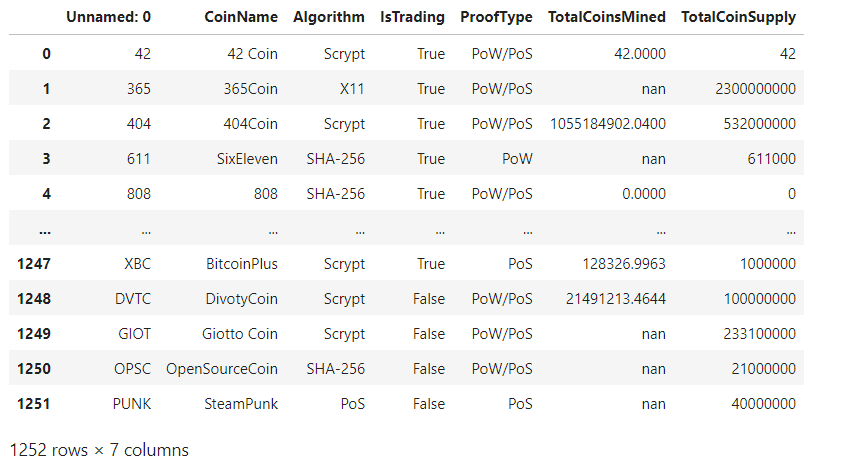 Unnamed: 0 CoinName Algorithm IsTrading ProofType TotalCoinsMined TotalCoinSupply
0 42 42 Coin Scrypt True PoW/PoS 42.0000 42
1 365 365Coin X11 True PoW/PoS nan 2300000000
2 404 404Coin Scrypt True PoW/PoS 1055184902.0400 532000000
3 611 SixEleven SHA-256 True PoW nan 611000
4 808 808 SHA-256 True PoW/PoS 0.0000 0
... ... ... ... ... ... ... ...
1247 XBC BitcoinPlus Scrypt True PoS 128326.9963 1000000
1248 DVTC DivotyCoin Scrypt False PoW/PoS 21491213.4644 100000000
1249 GIOT Giotto Coin Scrypt False PoW/PoS nan 233100000
1250 OPSC OpenSourceCoin SHA-256 False PoW/PoS nan 21000000
1251 PUNK SteamPunk PoS False PoS nan 40000000
1252 rows × 7 columns